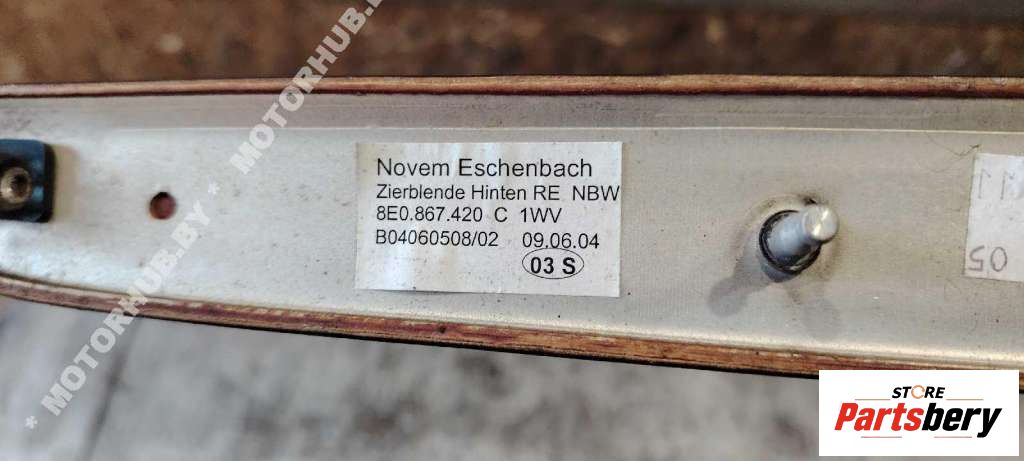 * MOTORHUB.BY * MOTORHUB.BY
Novem Eschenbach
Zierblende Hinten RE NBW
8E0.867.420 C 1WV
B04060508/02 09.06.04
03 S
05
STORE
Partsbery